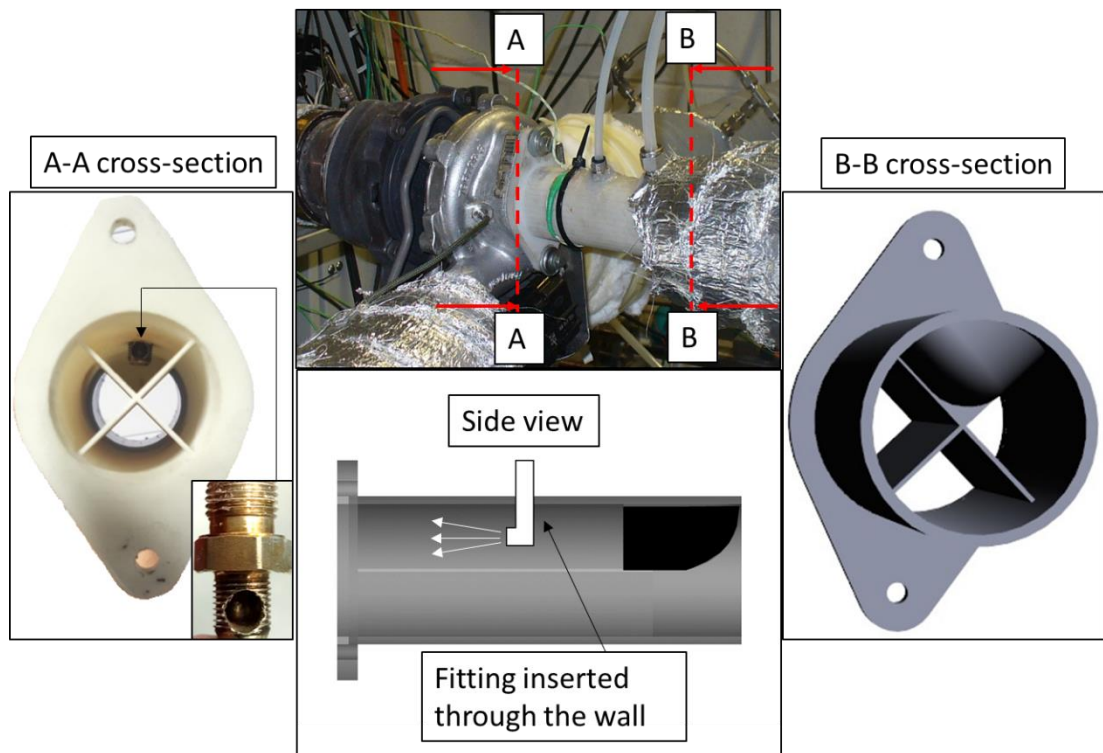 A
B
A-A cross-section
B-B cross-section
A
B
Side view
Fitting inserted
through the wall